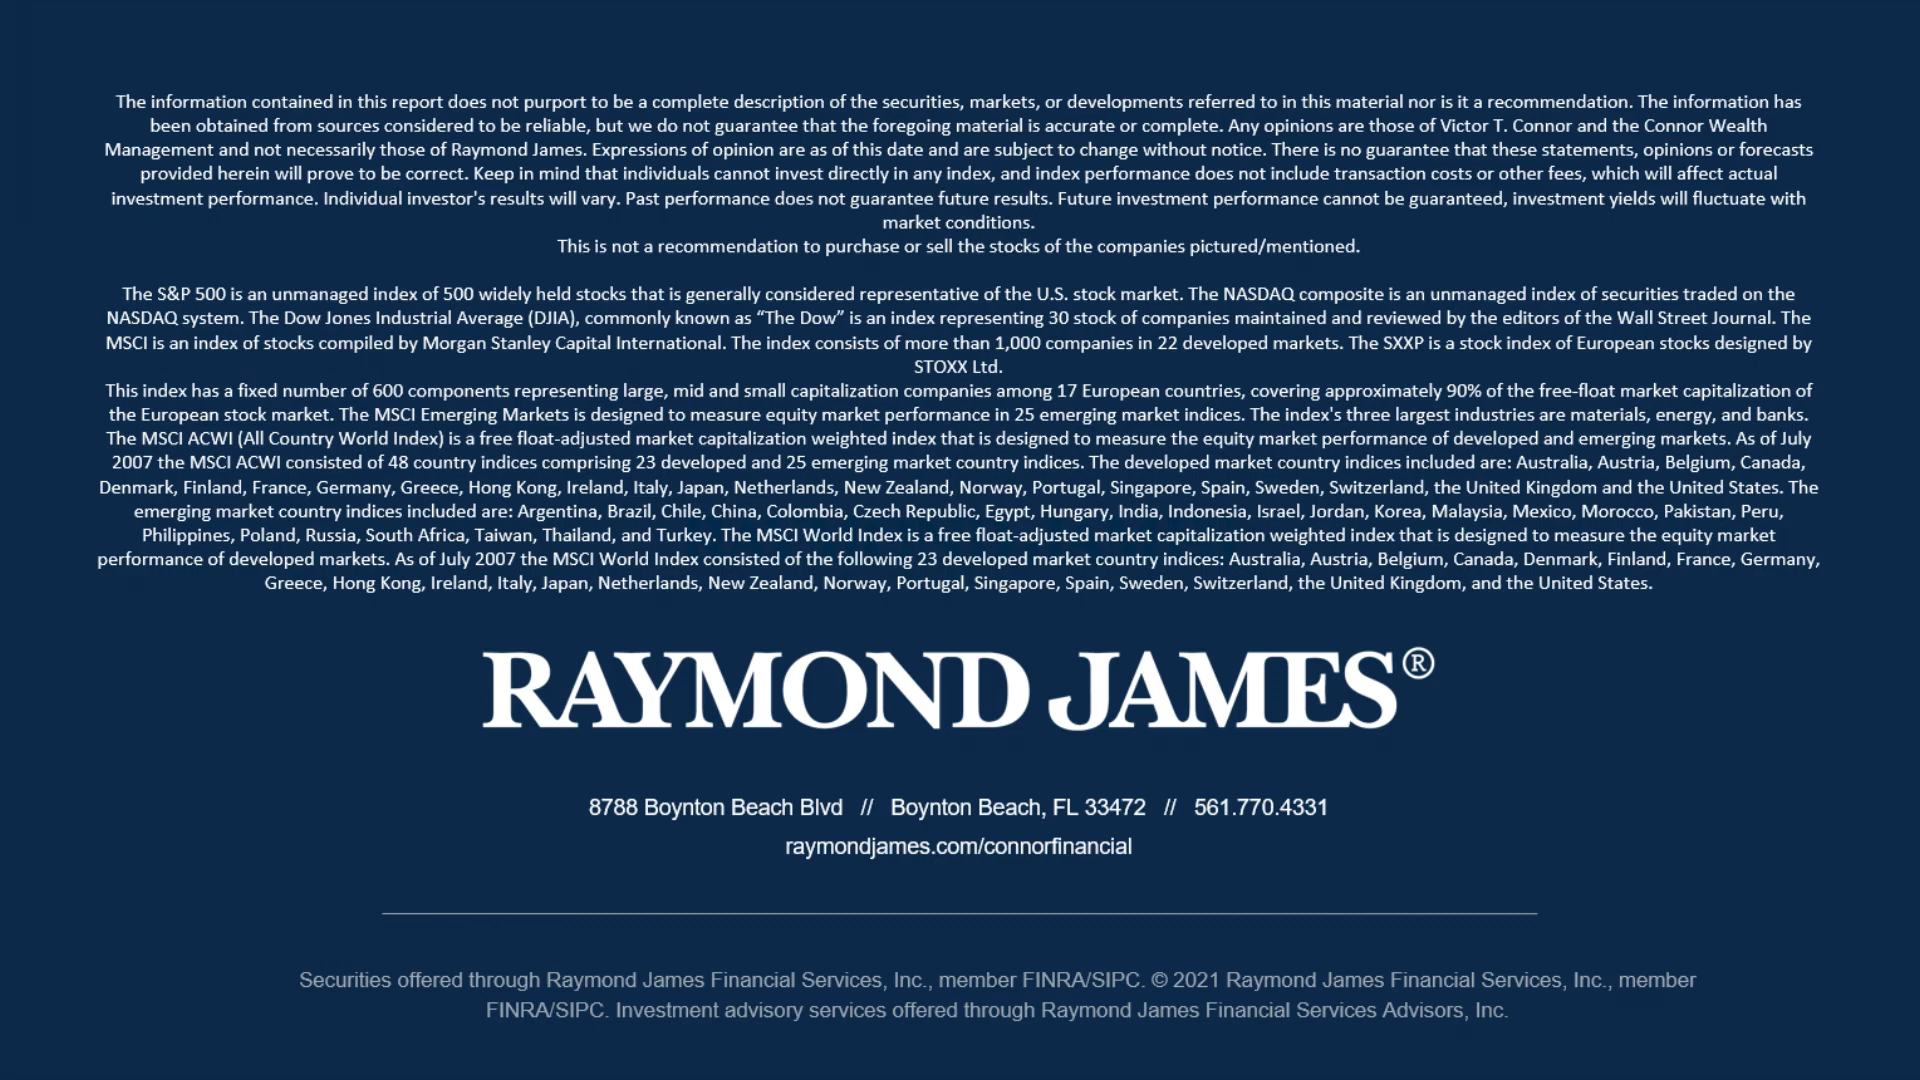 The information contained in this report does not purport to be a complete description of the securities, markets, or developments referred to in this material nor is it a recommendation. The information has
been obtained from sources considered to be reliable, but we do not guarantee that the foregoing material is accurate or complete. Any opinions are those of Victor T. Connor and the Connor Wealth
Management and not necessarily those of Raymond James. Expressions of opinion are as of this date and are subject to change without notice. There is no guarantee that these statements, opinions or forecasts
provided herein will prove to be correct. Keep in mind that individuals cannot invest directly in any index, and index performance does not include transaction costs or other fees, which will affect actual
investment performance. Individual investor's results will vary. Past performance does not guarantee future results. Future investment performance cannot be guaranteed, investment yields will fluctuate with
market conditions.
This is not a recommendation to purchase or sell the stocks of the companies pictured/mentioned.
The S&P 500 is an unmanaged index of 500 widely held stocks that is generally considered representative of the U.S. stock market. The NASDAQ composite is an unmanaged index of securities traded on the
NASDAQ system. The Dow Jones Industrial Average (DJIA), commonly known as “The Dow” is an index representing 30 stock of companies maintained and reviewed by the editors of the Wall Street Journal. The
MSCI is an index of stocks compiled by Morgan Stanley Capital International. The index consists of more than 1,000 companies in 22 developed markets. The SXXP is a stock index of European stocks designed by
STOXX Ltd.
This index has a fixed number of 600 components representing large, mid and small capitalization companies among 17 European countries, covering approximately 90% of the free-float market capitalization of
the European stock market. The MSCI Emerging Markets is designed to measure equity market performance in 25 emerging market indices. The index's three largest industries are materials, energy, and banks.
The MSCI ACWI (All Country World Index) is a free float-adjusted market capitalization weighted index that is designed to measure the equity market performance of developed and emerging markets. As of July
2007 the MSCI ACWI consisted of 48 country indices comprising 23 developed and 25 emerging market country indices. The developed market country indices included are: Australia, Austria, Belgium, Canada,
Denmark, Finland, France, Germany, Greece, Hong Kong, Ireland, Italy, Japan, Netherlands, New Zealand, Norway, Portugal, Singapore, Spain, Sweden, Switzerland, the United Kingdom and the United States. The
emerging market country indices included are: Argentina, Brazil, Chile, China, Colombia, Czech Republic, Egypt, Hungary, India, Indonesia, Israel, Jordan, Korea, Malaysia, Mexico, Morocco, Pakistan, Peru,
Philippines, Poland, Russia, South Africa, Taiwan, Thailand, and Turkey. The MSCI World Index is a free float-adjusted market capitalization weighted index that is designed to measure the equity market
performance of developed markets. As of July 2007 the MSCI World Index consisted of the following 23 developed market country indices: Australia, Austria, Belgium, Canada, Denmark, Finland, France, Germany,
Greece, Hong Kong, Ireland, Italy, Japan, Netherlands, New Zealand, Norway, Portugal, Singapore, Spain, Sweden, Switzerland, the United Kingdom, and the United States.
RAYMOND JAMES®
8788 Boynton Beach Blvd // Boynton Beach, FL 33472 // 561.770.4331
raymondjames.com/connorfinancial
Securities offered through Raymond James Financial Services, Inc., member FINRA/SIPC. © 2021 Raymond James Financial Services, Inc., member
FINRA/SIPC. Investment advisory services offered through Raymond James Financial Services Advisors, Inc.